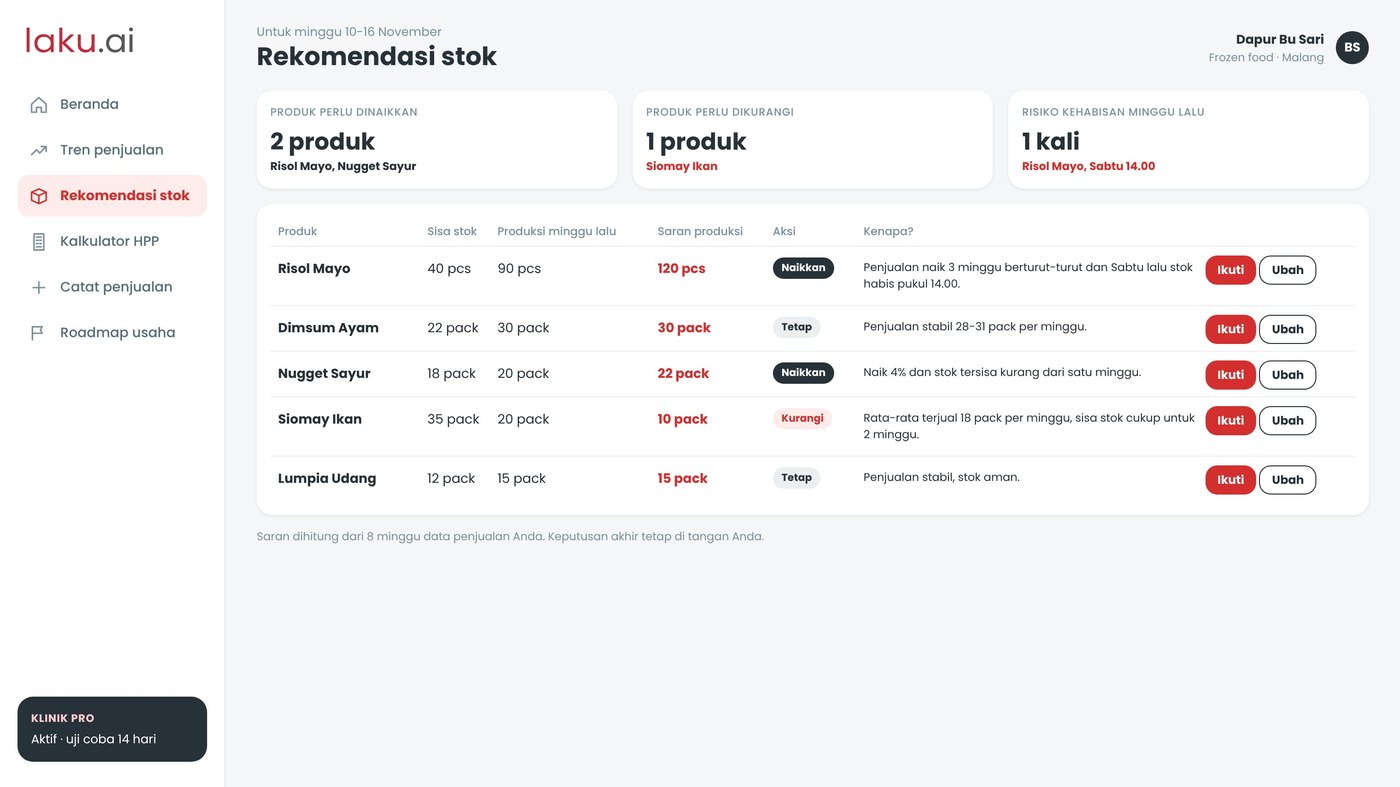 laku.ai
Beranda
Tren penjualan
Rekomendasi stok
Kalkulator HPP
Catat penjualan
Roadmap usaha
KLINIK PRO
Aktif · uji coba 14 hari
Untuk minggu 10-16 November
Rekomendasi stok
Dapur Bu Sari
Frozen food · Malang
BS
PRODUK PERLU DINAIKKAN
2 produk
Risol Mayo, Nugget Sayur
PRODUK PERLU DIKURANGI
1 produk
Siomay Ikan
RISIKO KEHABISAN MINGGU LALU
1 kali
Risol Mayo, Sabtu 14.00
Produk Sisa stok Produksi minggu lalu Saran produksi Aksi Kenapa?
Risol Mayo 40 pcs 90 pcs 120 pcs Naikkan Penjualan naik 3 minggu berturut-turut dan Sabtu lalu stok
habis pukul 14.00.
Ikuti Ubah
Dimsum Ayam 22 pack 30 pack 30 pack Tetap Penjualan stabil 28-31 pack per minggu. Ikuti Ubah
Nugget Sayur 18 pack 20 pack 22 pack Naikkan Naik 4% dan stok tersisa kurang dari satu minggu. Ikuti Ubah
Siomay Ikan 35 pack 20 pack 10 pack Kurangi Rata-rata terjual 18 pack per minggu, sisa stok cukup untuk
2 minggu.
Ikuti Ubah
Lumpia Udang 12 pack 15 pack 15 pack Tetap Penjualan stabil, stok aman. Ikuti Ubah
Saran dihitung dari 8 minggu data penjualan Anda. Keputusan akhir tetap di tangan Anda.